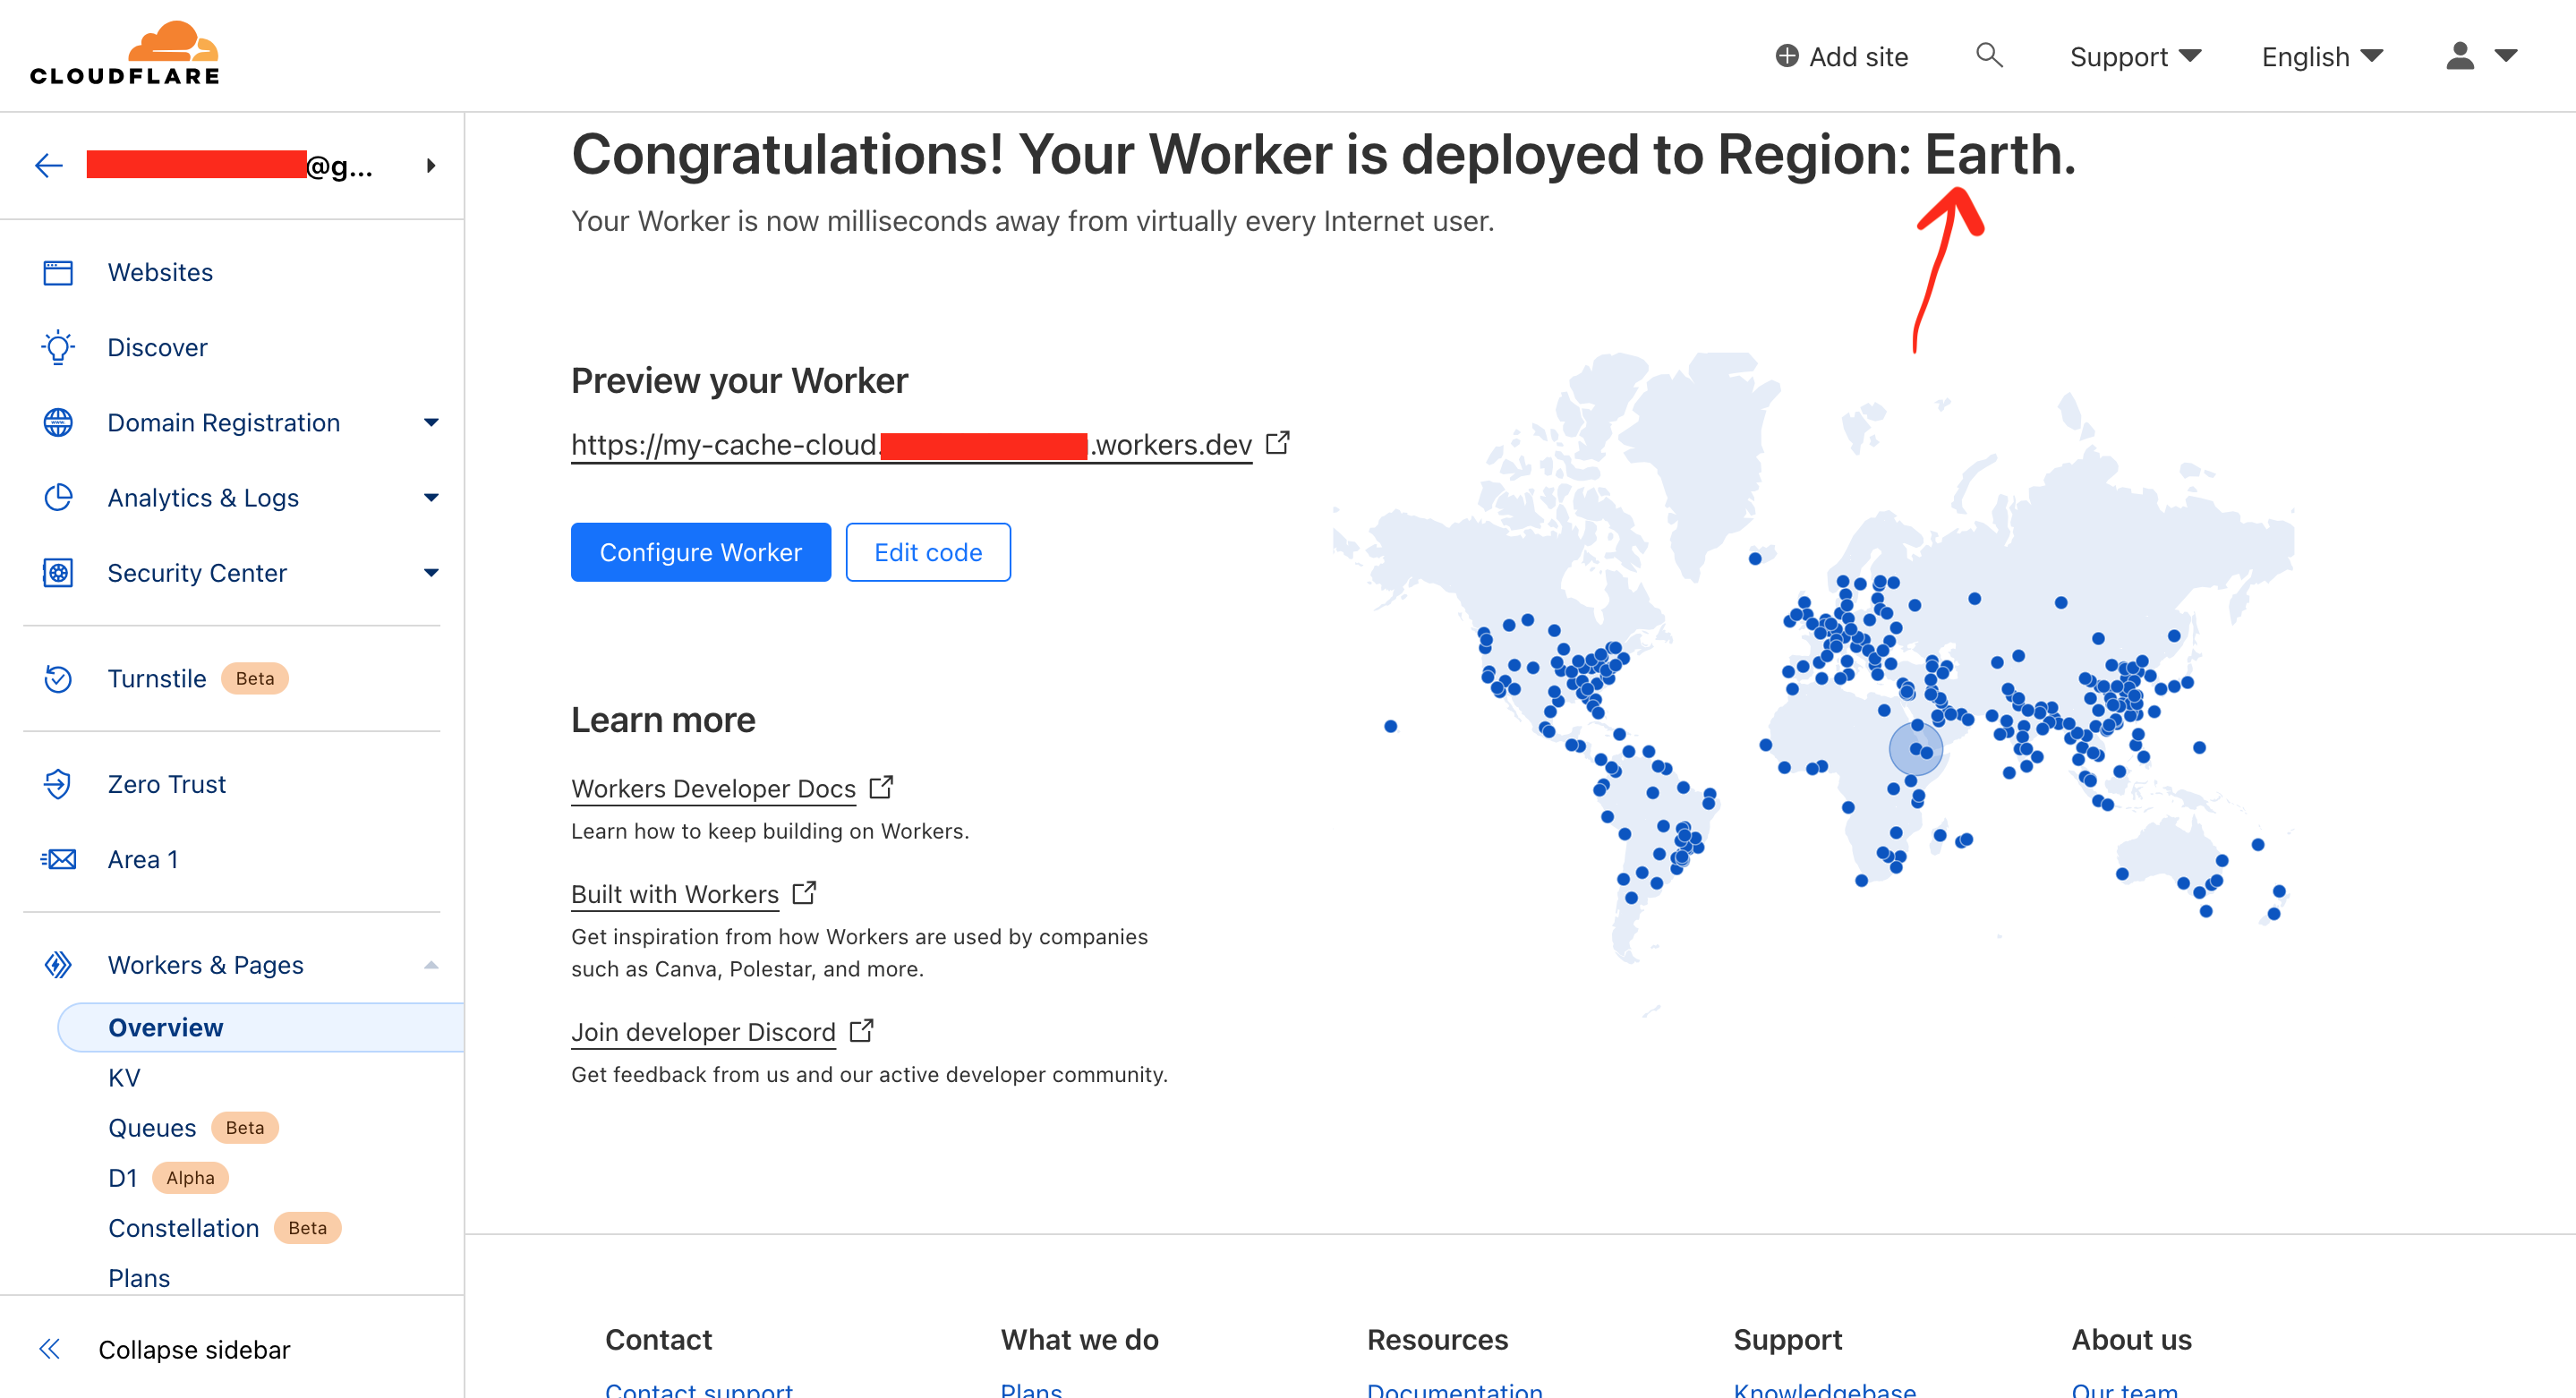 CLOUDFLARE
Add site
Support
English
@g...
Websites
Discover
Domain Registration
Analytics & Logs
Security Center
Turnstile Beta
Zero Trust
Area 1
Workers & Pages
Overview
KV
Queues Beta
D1 Alpha
Constellation Beta
Plans
Collapse sidebar
Congratulations! Your Worker is deployed to Region: Earth.
Your Worker is now milliseconds away from virtually every Internet user.
Preview your Worker
https://my-cache-cloud. .workers.dev
Configure Worker
Edit code
Learn more
Workers Developer Docs
Learn how to keep building on Workers.
Built with Workers
Get inspiration from how Workers are used by companies
such as Canva, Polestar, and more.
Join developer Discord
Get feedback from us and our active developer community.
Contact
What we do
Resources
Support
About us
Contact support
Plans
Documentation
Knowledgebase
Our team